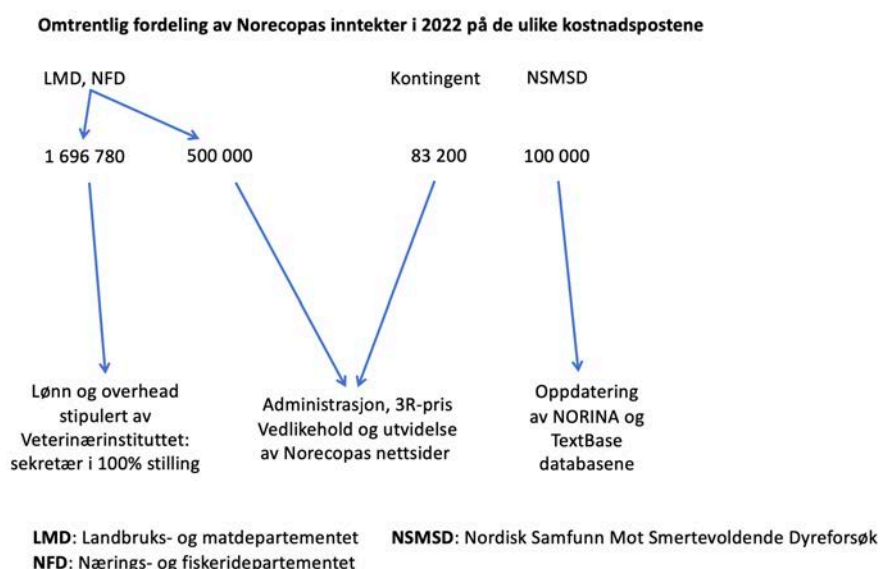 Omtrentlig fordeling av Norecopas inntekter i 2022 på de ulike kostnadspostene
LMD, NFD
Kontingent
NSMSD
1 696 780
500 000
83 200
100 000
Lønn og overhead
stipulert av
Veterinærinstituttet:
sekretær i 100% stilling
Administrasjon, 3R-pris
Vedlikehold og utvidelse
av Norecopas nettsider
Oppdatering
av NORINA og
TextBase
databasene
LMD: Landbruks- og matdepartementet
NSMSD: Nordisk Samfunn Mot Smertevoldende Dyreforsøk
NFD: Nærings- og fiskeridepartementet